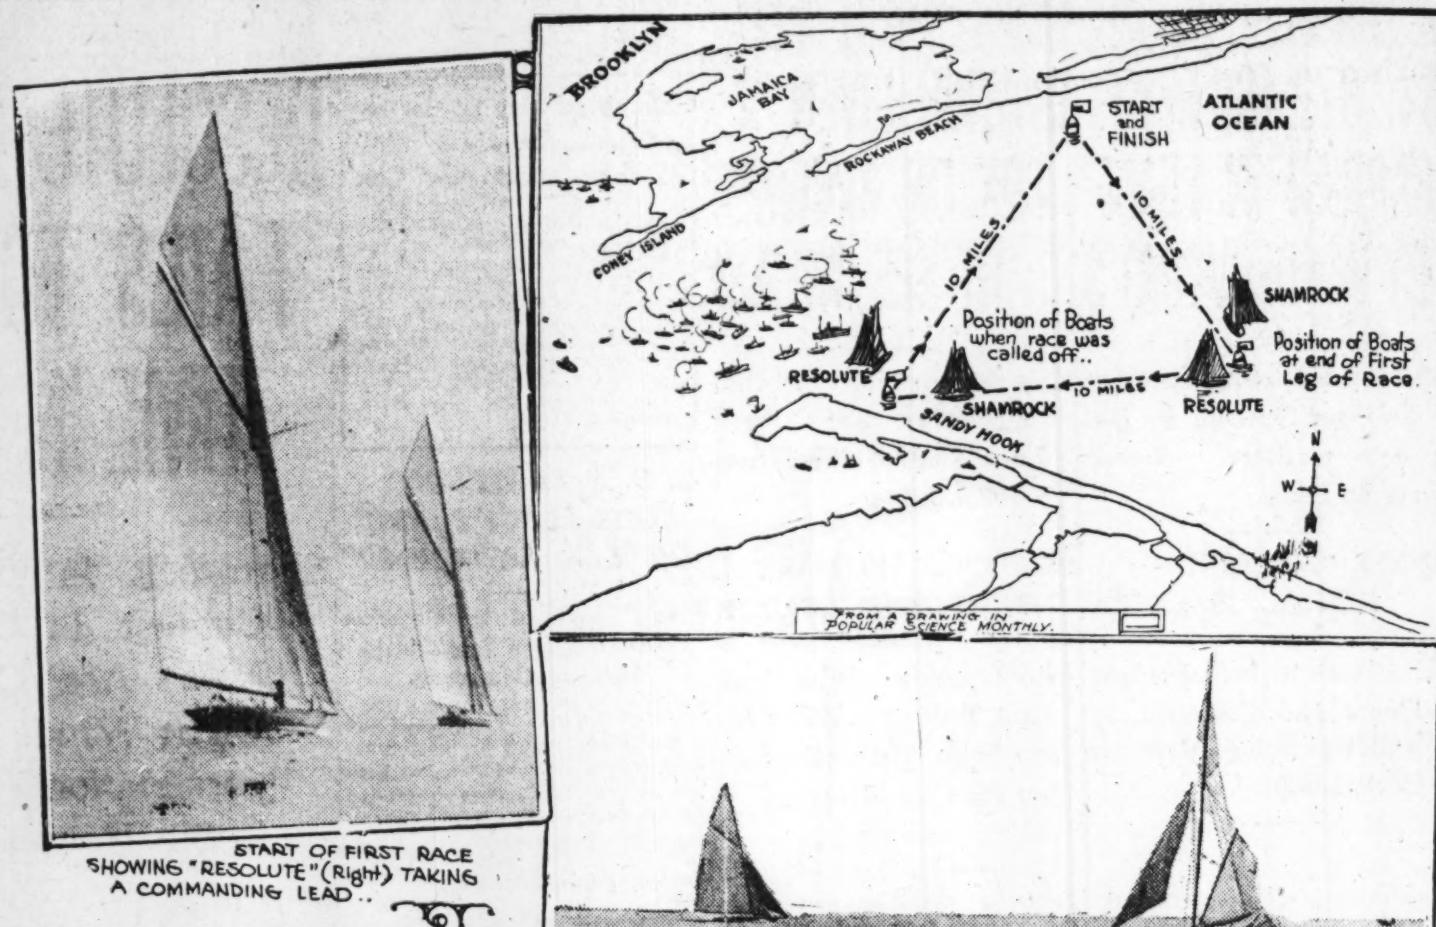 BROOKLYN
JAMAICA
BAY
ROCKAWAY BEACH
CONEY ISLAND
START
and
FINISH
ATLANTIC
OCEAN
10 MILES
10 MILES
SHAMROCK
Position of Boats
when race was
called off..
Position of Boats
at end of First
Leg of Race.
RESOLUTE
SHAMROCK
10 MILES
RESOLUTE
SANDY HOOK
N
W E
S
FROM A DRAWING IN
POPULAR SCIENCE MONTHLY.
START OF FIRST RACE
SHOWING "RESOLUTE" (Right) TAKING
A COMMANDING LEAD..